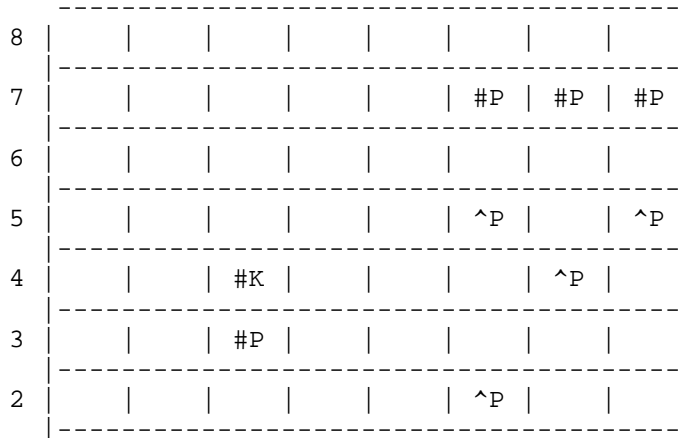 ---------------------------------------
8 |    |    |    |    |    |    |    |
|---------------------------------------
7 |    |    |    |    |    | #P | #P | #P
|---------------------------------------
6 |    |    |    |    |    |    |    |
|---------------------------------------
5 |    |    |    |    |    | ^P |    | ^P
|---------------------------------------
4 |    |    | #K |    |    |    | ^P |
|---------------------------------------
3 |    |    | #P |    |    |    |    |
|---------------------------------------
2 |    |    |    |    |    | ^P |    |
|---------------------------------------